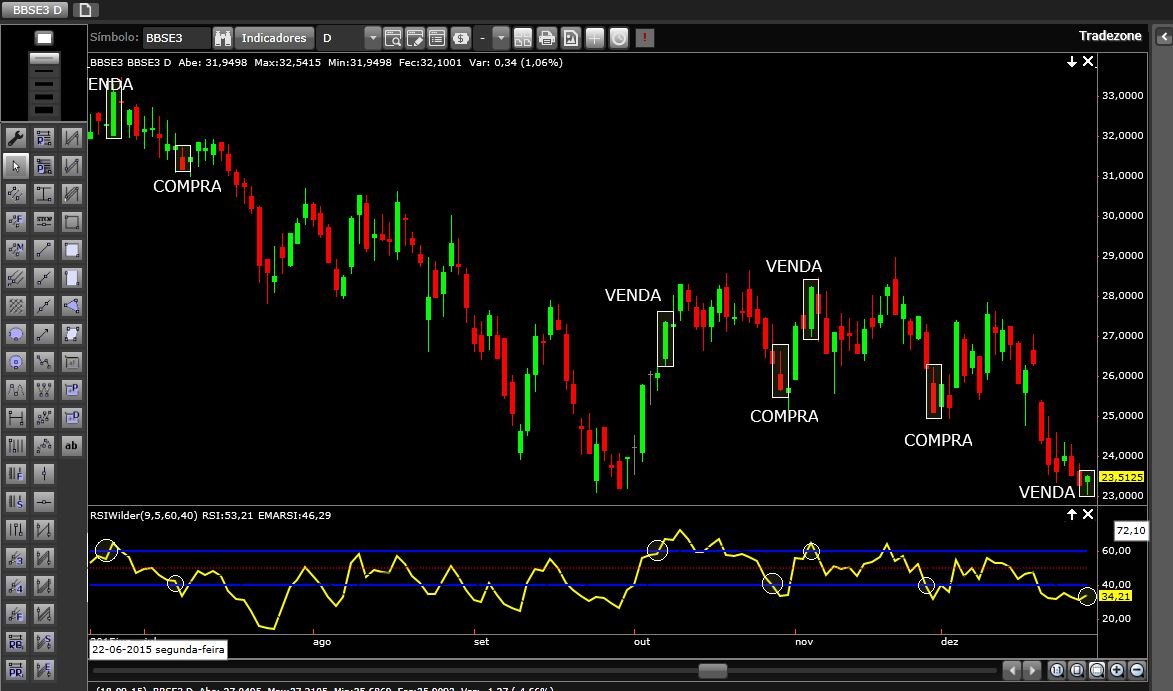 BBSE3 D
Símbolo: BBSE3 Indicadores D - Tradezone
BBSE3 BBSE3 D Abe: 31,9498 Max:32,5415 Min:31,9498 Fec:32,1001 Var: 0,34 (1,06%)
ENDA
33,0000
32,0000
31,0000
COMPRA
30,0000
29,0000
VENDA
28,0000
VENDA
27,0000
26,0000
25,0000
COMPRA
COMPRA
24,0000
23,5125
VENDA
23,0000
RSIWilder(9,5,60,40) RSI:53,21 EMARSI:46,29
72,10
60,00
40,00
34,21
20,00
ago set out nov dez
22-06-2015 segunda-feira